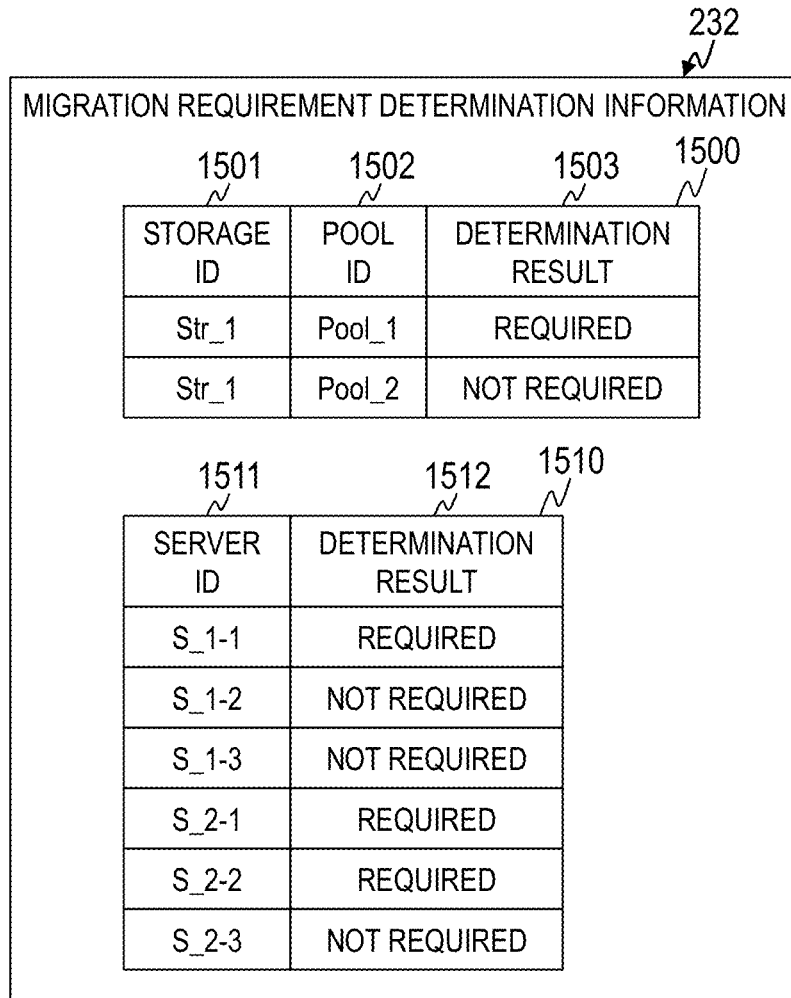 232
MIGRATION REQUIREMENT DETERMINATION INFORMATION
1501 1502 1503 1500
STORAGE ID POOL ID DETERMINATION RESULT
Str_1 Pool_1 REQUIRED
Str_1 Pool_2 NOT REQUIRED
1511 1512 1510
SERVER ID DETERMINATION RESULT
S_1-1 REQUIRED
S_1-2 NOT REQUIRED
S_1-3 NOT REQUIRED
S_2-1 REQUIRED
S_2-2 REQUIRED
S_2-3 NOT REQUIRED